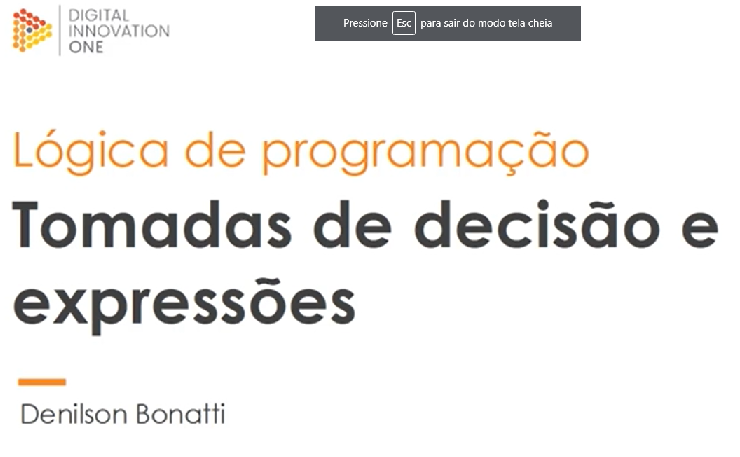 DIGITAL
INNOVATION
ONE
Pressione Esc para sair do modo tela cheia
Lógica de programação
Tomadas de decisão e
expressões
Denilson Bonatti